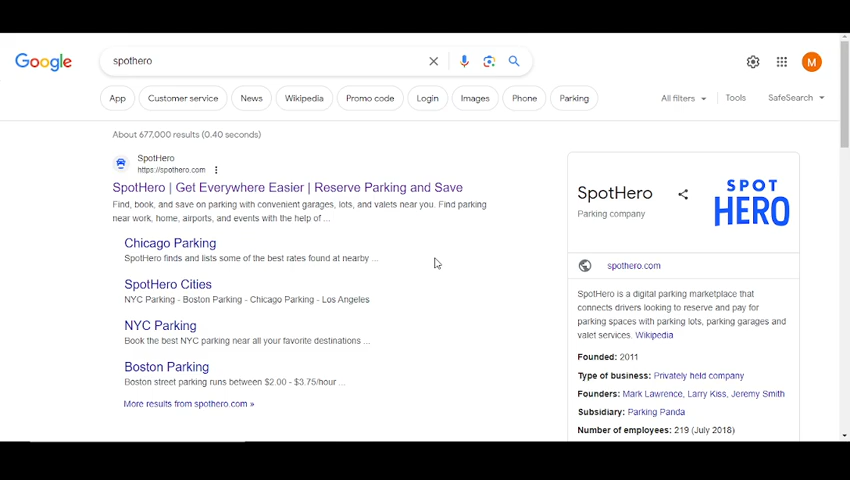 Google
spothero
M
App Customer service News Wikipedia Promo code Login Images Phone Parking All filters Tools SafeSearch
About 677,000 results (0.40 seconds)
SpotHero
https://spothero.com
SpotHero | Get Everywhere Easier | Reserve Parking and Save
Find, book, and save on parking with convenient garages, lots, and valets near you. Find parking
near work, home, airports, and events with the help of ...
Chicago Parking
SpotHero finds and lists some of the best rates found at nearby ...
SpotHero Cities
NYC Parking - Boston Parking - Chicago Parking - Los Angeles
NYC Parking
Book the best NYC parking near all your favorite destinations ...
Boston Parking
Boston street parking runs between $2.00 - $3.75/hour ...
More results from spothero.com »
SpotHero
Parking company
SPOT
HERO
spothero.com
SpotHero is a digital parking marketplace that
connects drivers looking to reserve and pay for
parking spaces with parking lots, parking garages and
valet services. Wikipedia
Founded: 2011
Type of business: Privately held company
Founders: Mark Lawrence, Larry Kiss, Jeremy Smith
Subsidiary: Parking Panda
Number of employees: 219 (July 2018)